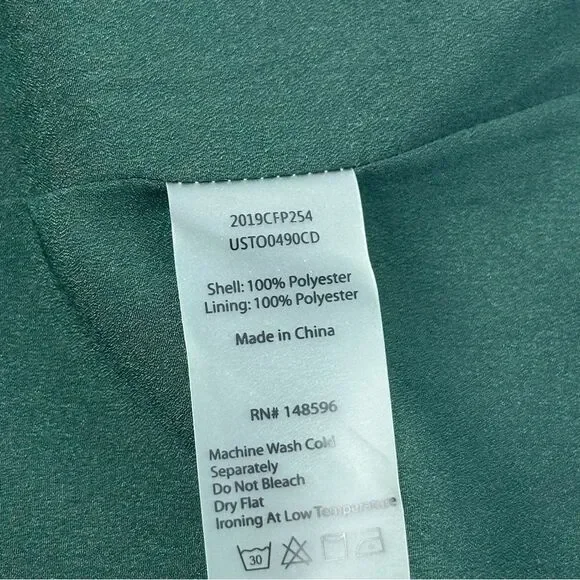 2019CFP254
USTO0490CD
Shell: 100% Polyester
Lining: 100% Polyester
Made in China
RN# 148596
Machine Wash Cold
Separately
Do Not Bleach
Dry Flat
Ironing At Low Temperature
30